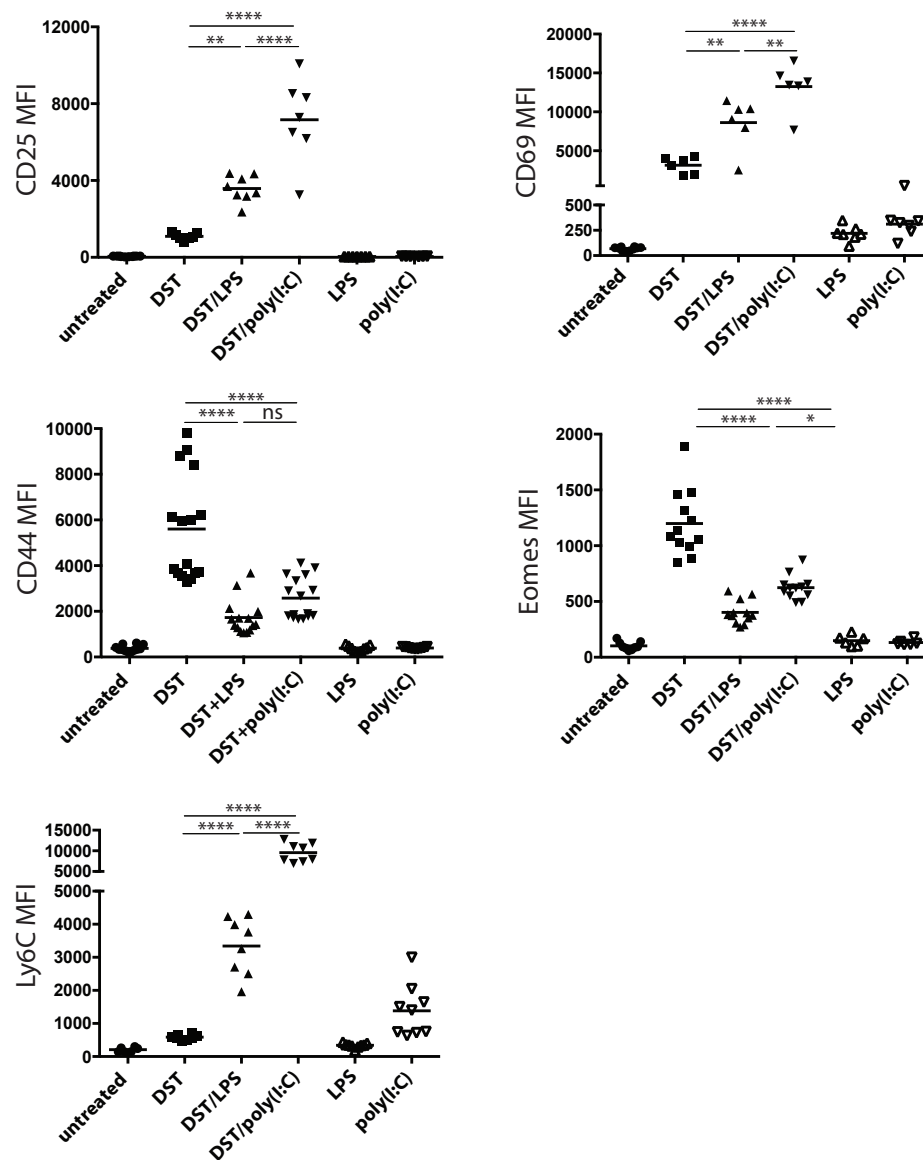 CD25 MFI
12000
8000
4000
0
****
** ****
untreated
DST
DST/LPS
DST/poly(I:C)
LPS
poly(I:C)
CD69 MFI
20000
15000
10000
5000
500
250
0
****
** **
untreated
DST
DST/LPS
DST/poly(I:C)
LPS
poly(I:C)
CD44 MFI
10000
8000
6000
4000
2000
0
****
**** ns
untreated
DST
DST+LPS
DST+poly(I:C)
LPS
poly(I:C)
Eomes MFI
2000
1500
1000
500
0
****
**** *
untreated
DST
DST/LPS
DST/poly(I:C)
LPS
poly(I:C)
Ly6C MFI
15000
10000
5000
5000
4000
3000
2000
1000
0
****
**** ****
untreated
DST
DST/LPS
DST/poly(I:C)
LPS
poly(I:C)